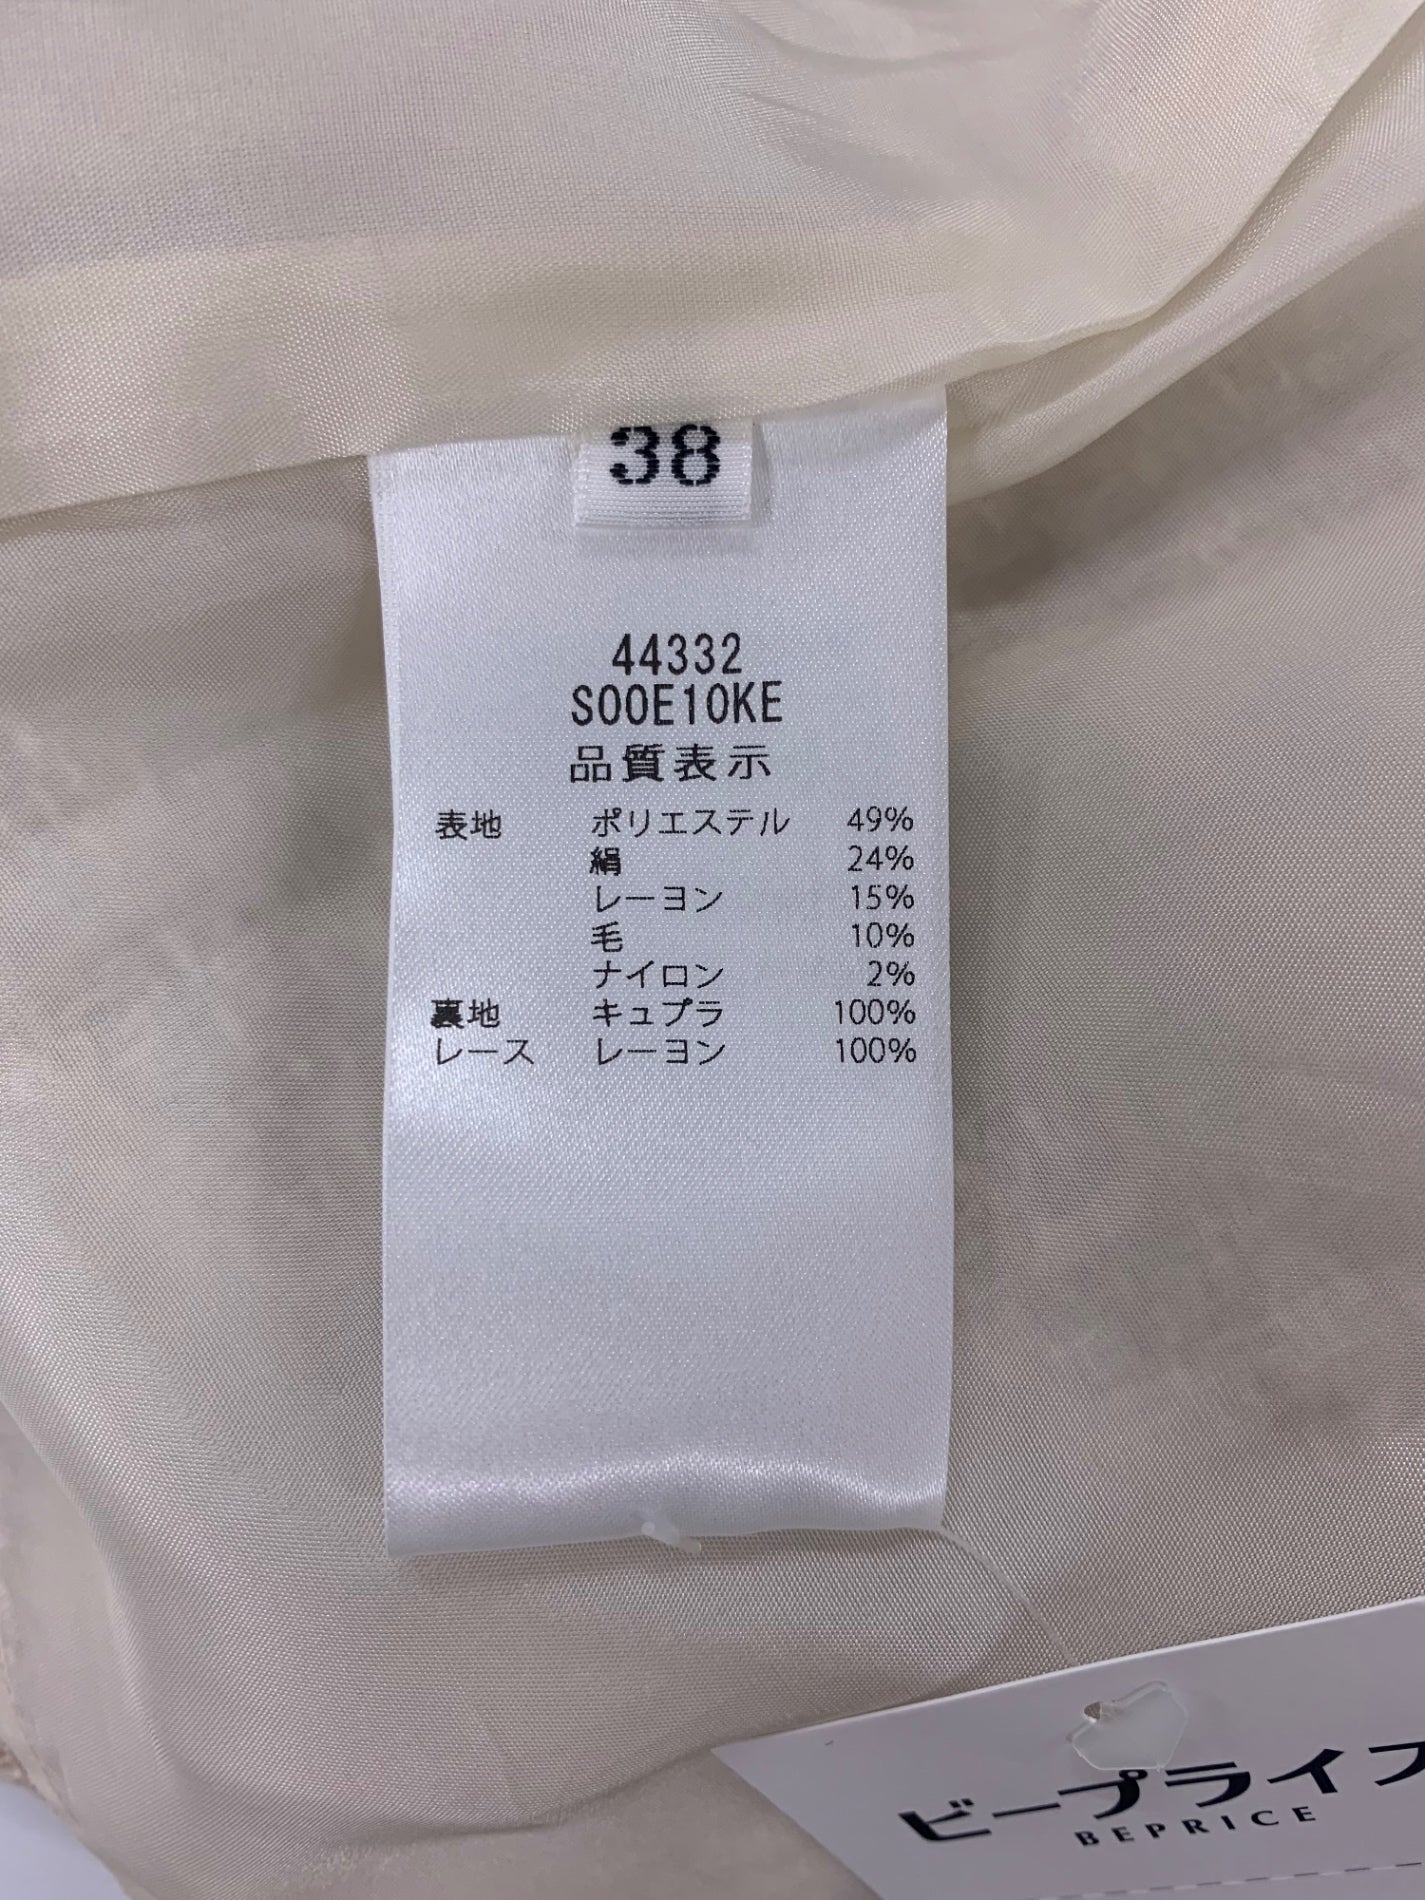 38
44332
S00E10KE
品質表示
表地 ポリエステル 49%
絹 24%
レーヨン 15%
毛 10%
ナイロン 2%
裏地 キュプラ 100%
レース レーヨン 100%
ビープライス
BEPRICE